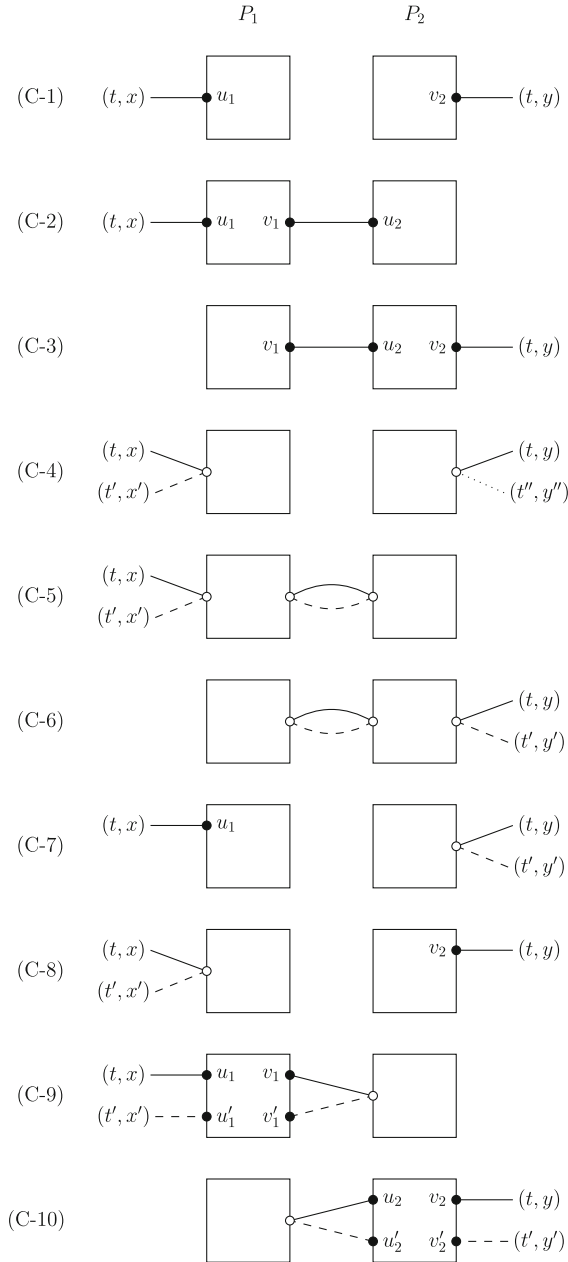 P₁ P₂
(C-1) (t, x) u₁ v₂ (t, y)
(C-2) (t, x) u₁ v₁ u₂
(C-3) v₁ u₂ v₂ (t, y)
(t, x) (t, y)
(C-4)
(t′, x′) (t″, y″)
(t, x)
(C-5)
(t′, x′)
(t, y)
(C-6)
(t′, y′)
(t, x) u₁ (t, y)
(C-7)
(t′, y′)
(t, x) v₂ (t, y)
(C-8)
(t′, x′)
(t, x) u₁ v₁
(C-9)
(t′, x′) u′₁ v′₁
u₂ v₂ (t, y)
(C-10)
u′₂ v′₂ (t′, y′)